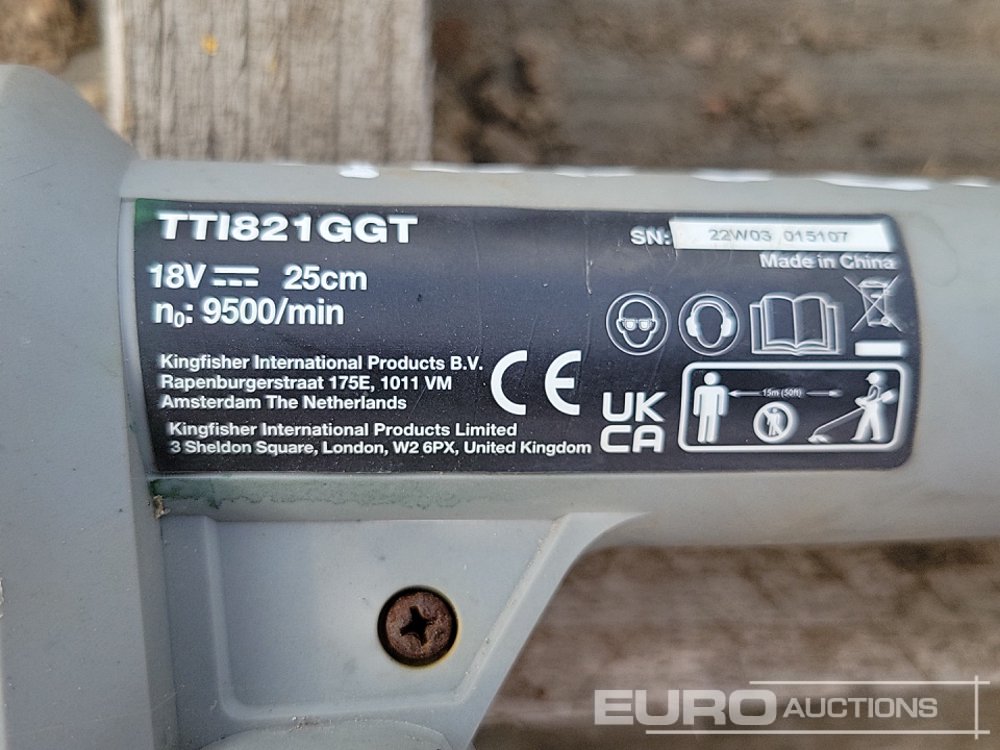 TTI821GGT
SN: 22W03 015107
Made in China
18V 25cm
n₀: 9500/min
Kingfisher International Products B.V.
Rapenburgerstraat 175E, 1011 VM
Amsterdam The Netherlands
Kingfisher International Products Limited
3 Sheldon Square, London, W2 6PX, United Kingdom
CE
UK
CA
15m (50ft)
EURO AUCTIONS